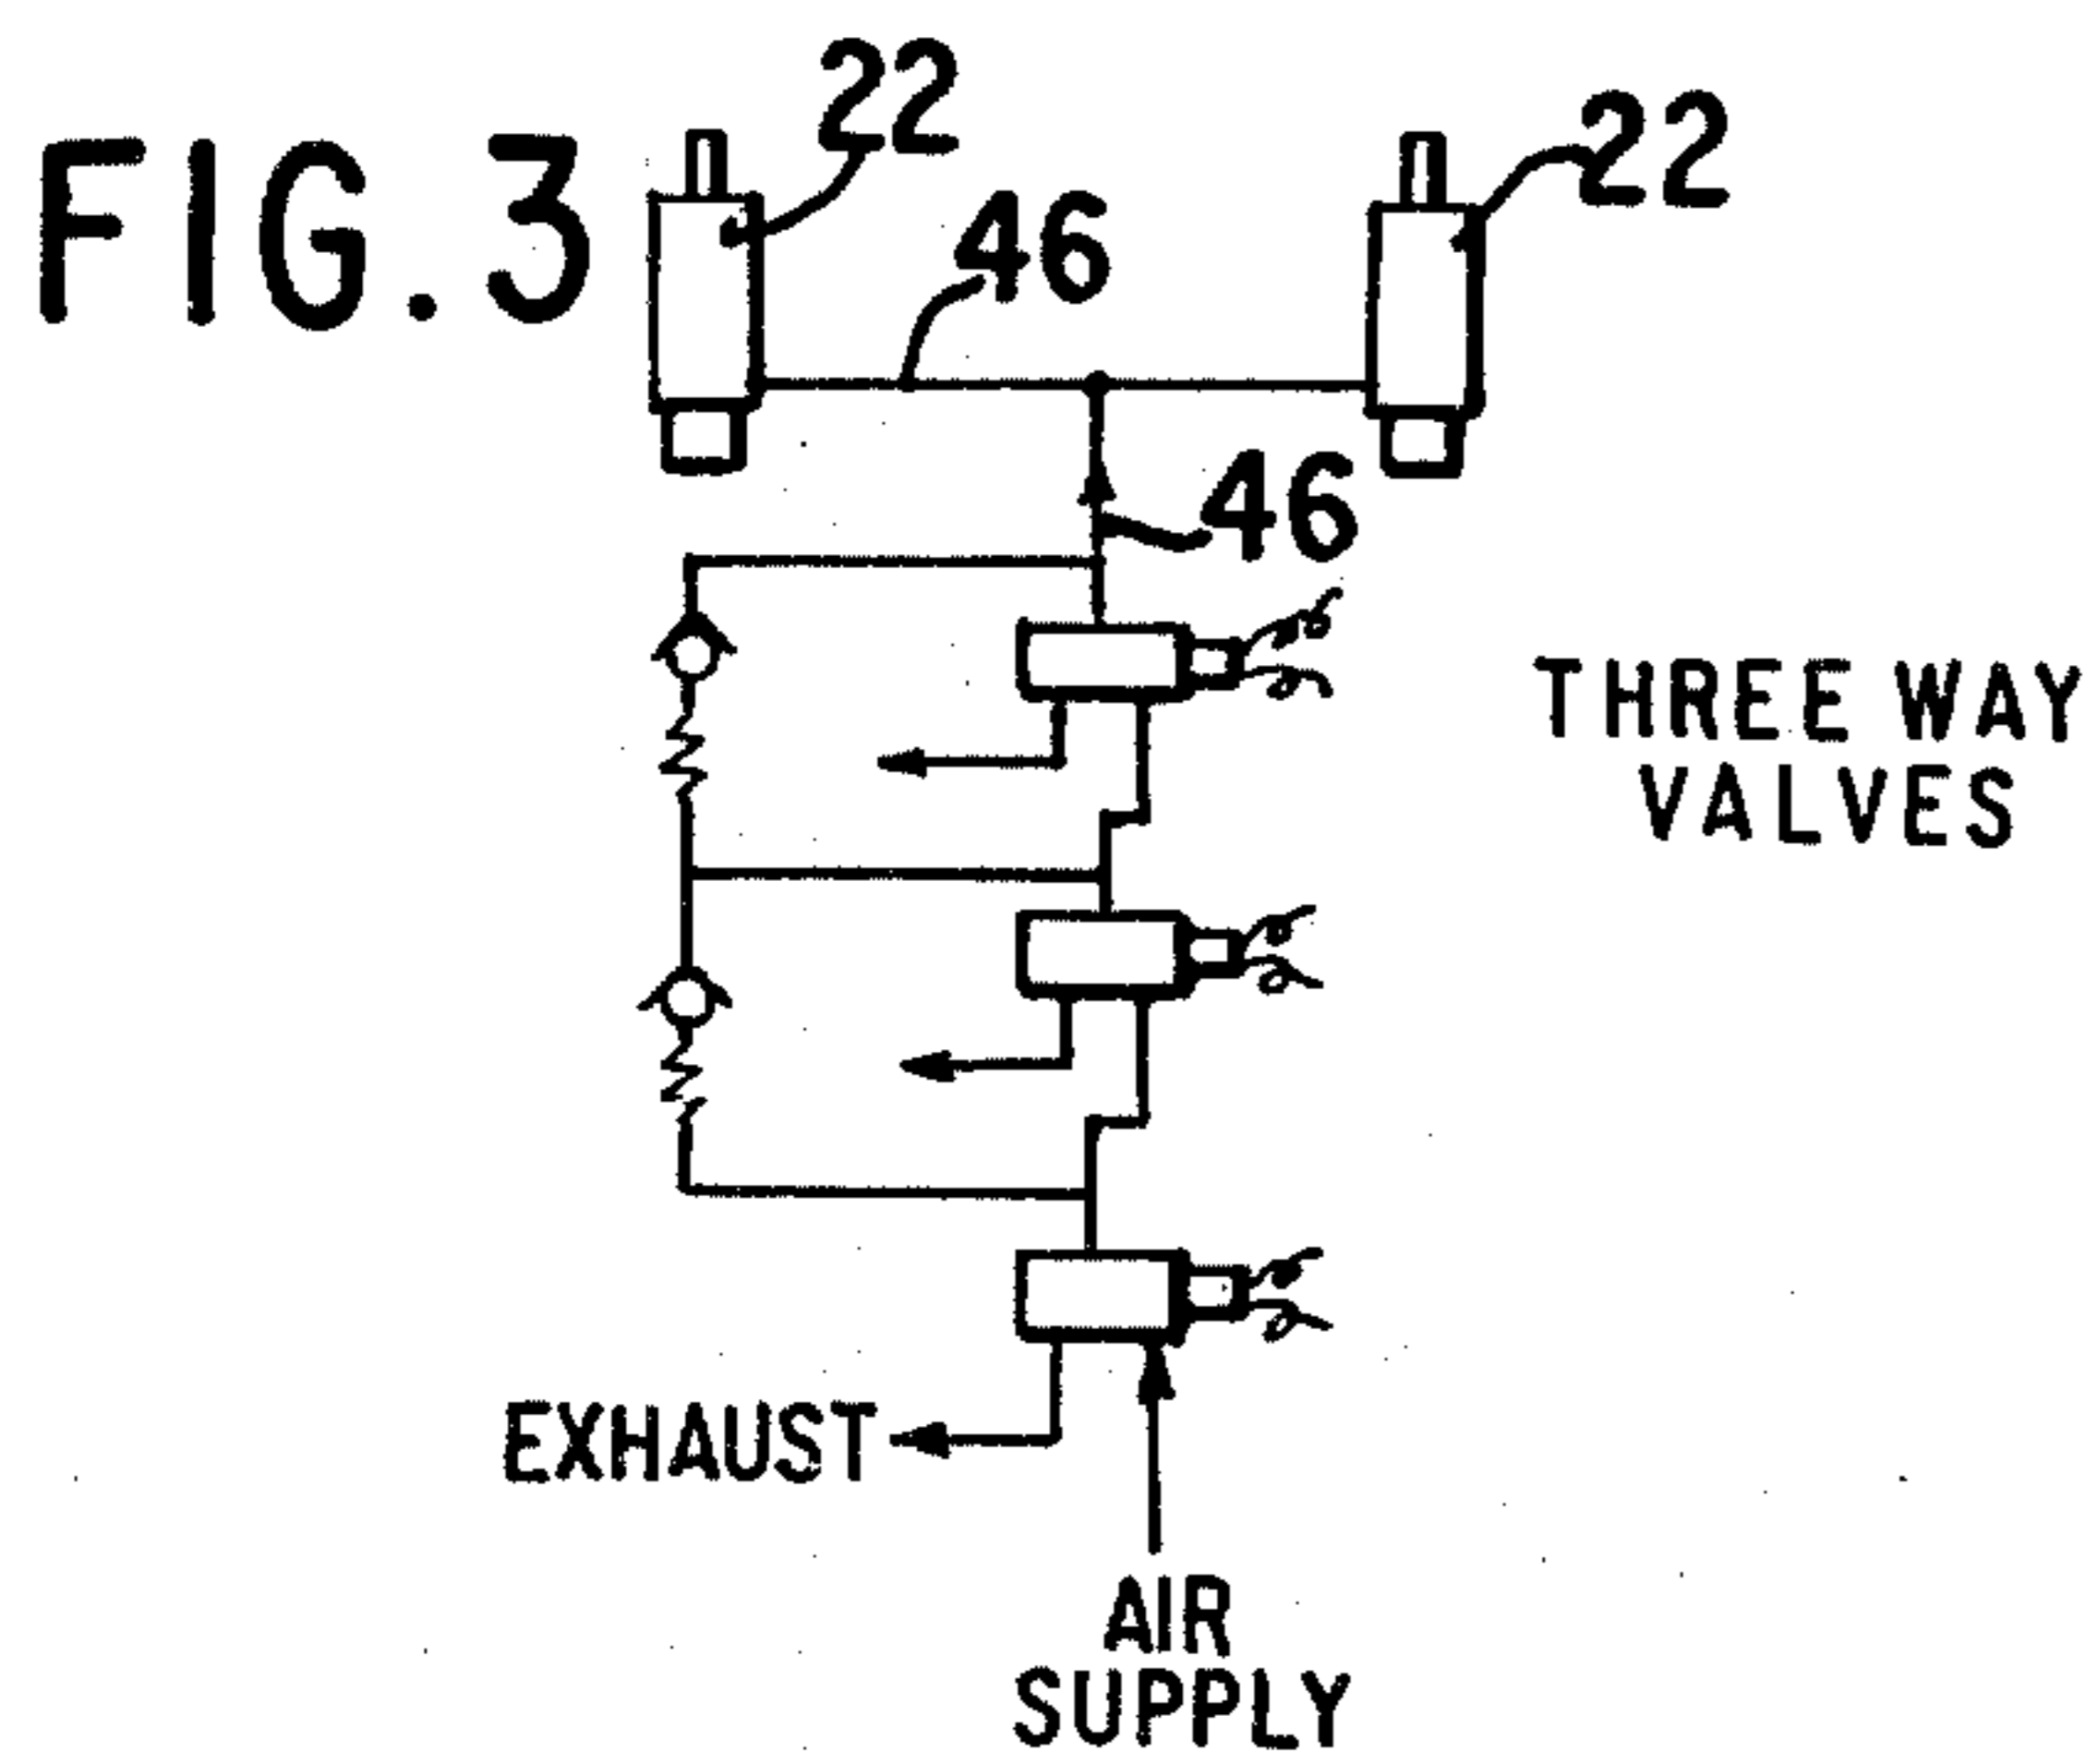 FIG. 3
22
22
46
46
THREE WAY
VALVES
EXHAUST
AIR
SUPPLY